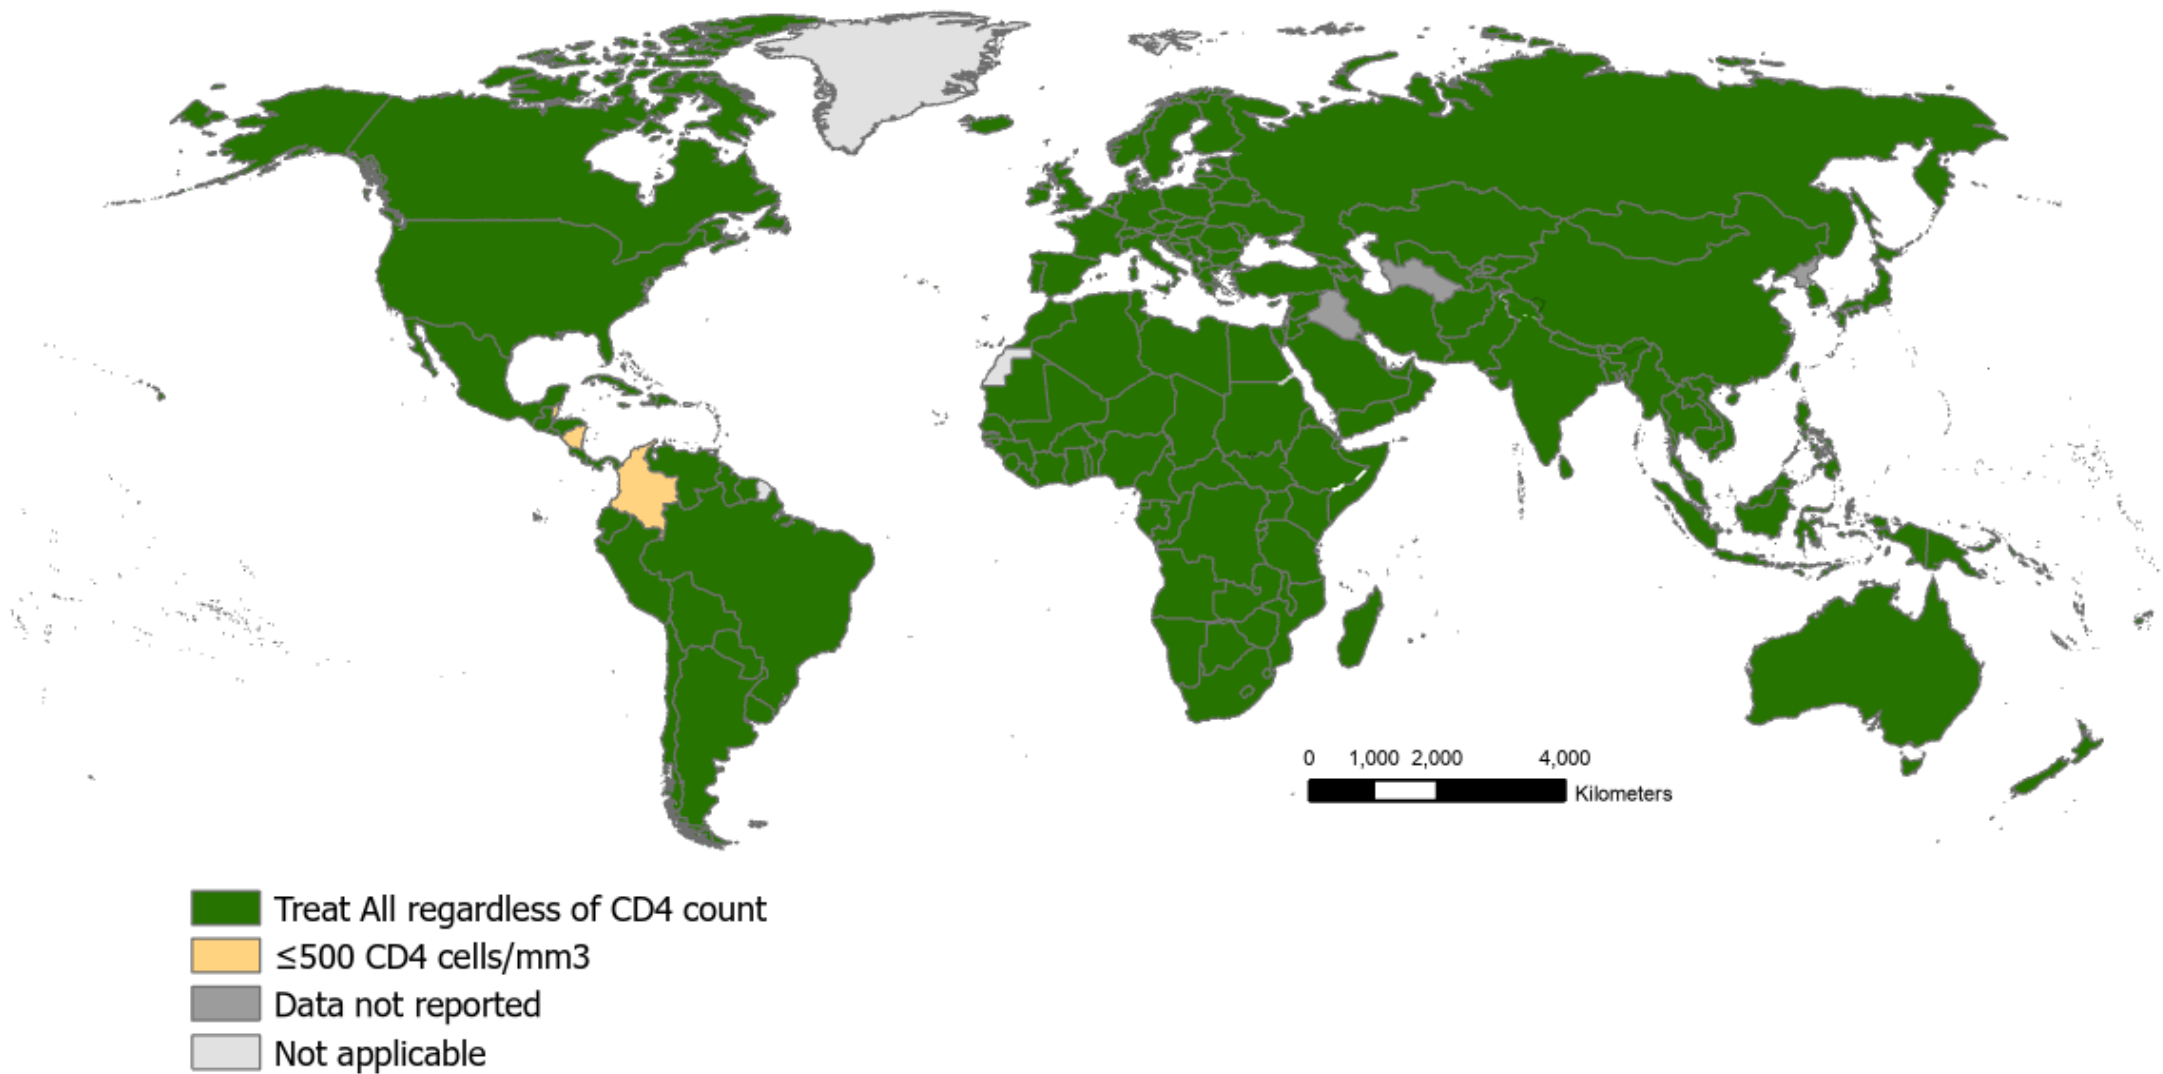 0 1,000 2,000 4,000
Kilometers
Treat All regardless of CD4 count
≤500 CD4 cells/mm3
Data not reported
Not applicable